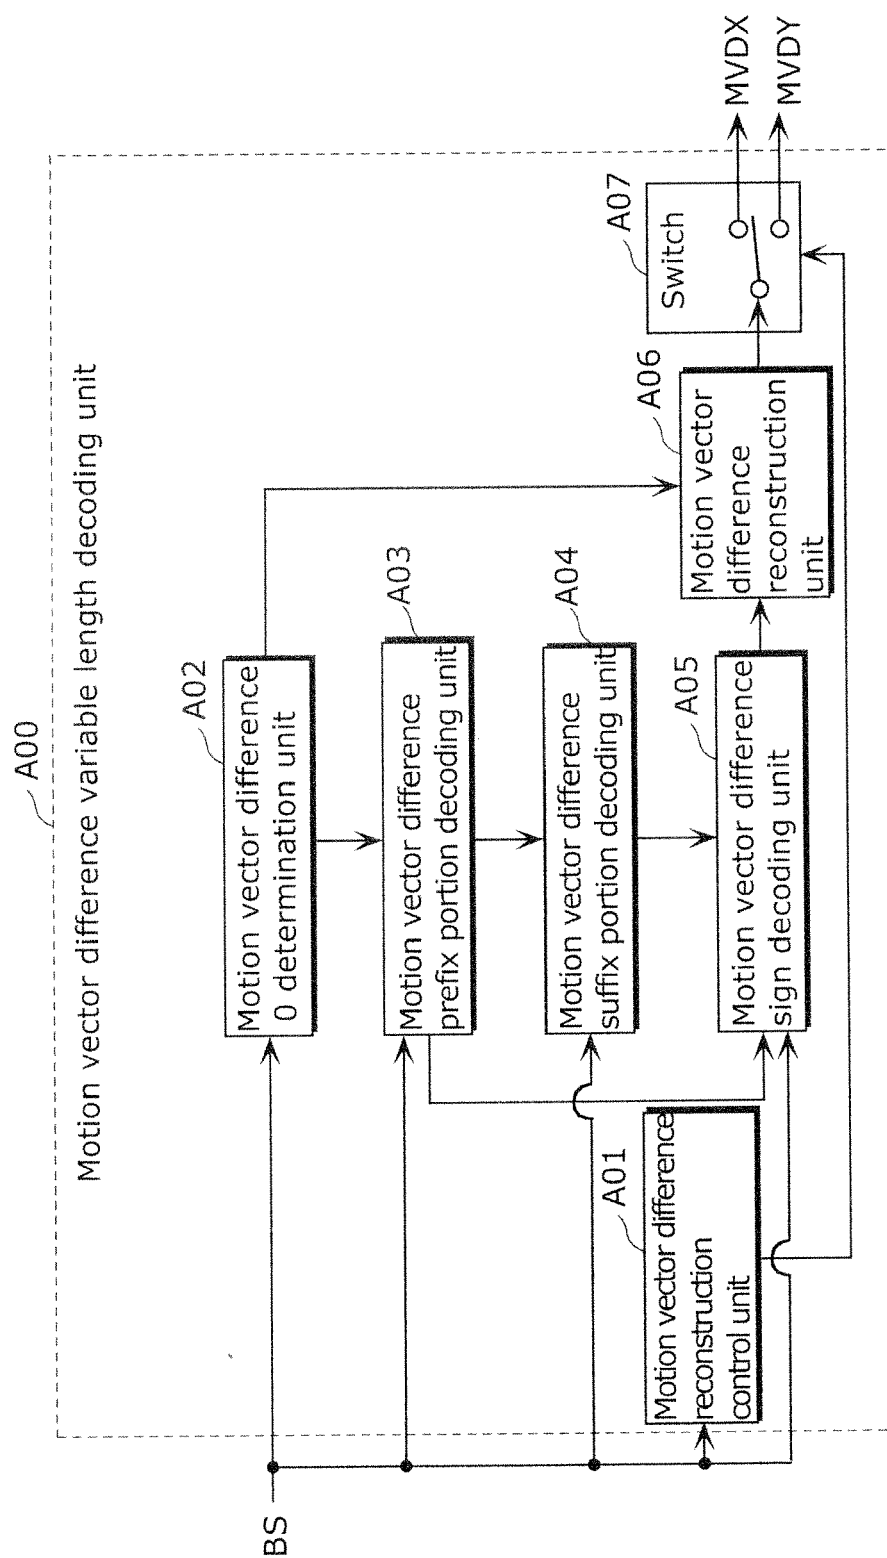 A00
Motion vector difference variable length decoding unit
BS
A02
Motion vector difference
0 determination unit
A03
Motion vector difference
prefix portion decoding unit
A04
Motion vector difference
suffix portion decoding unit
A01
Motion vector difference
reconstruction
control unit
A05
Motion vector difference
sign decoding unit
A06
Motion vector
difference
reconstruction
unit
A07
Switch
MVDX
MVDY